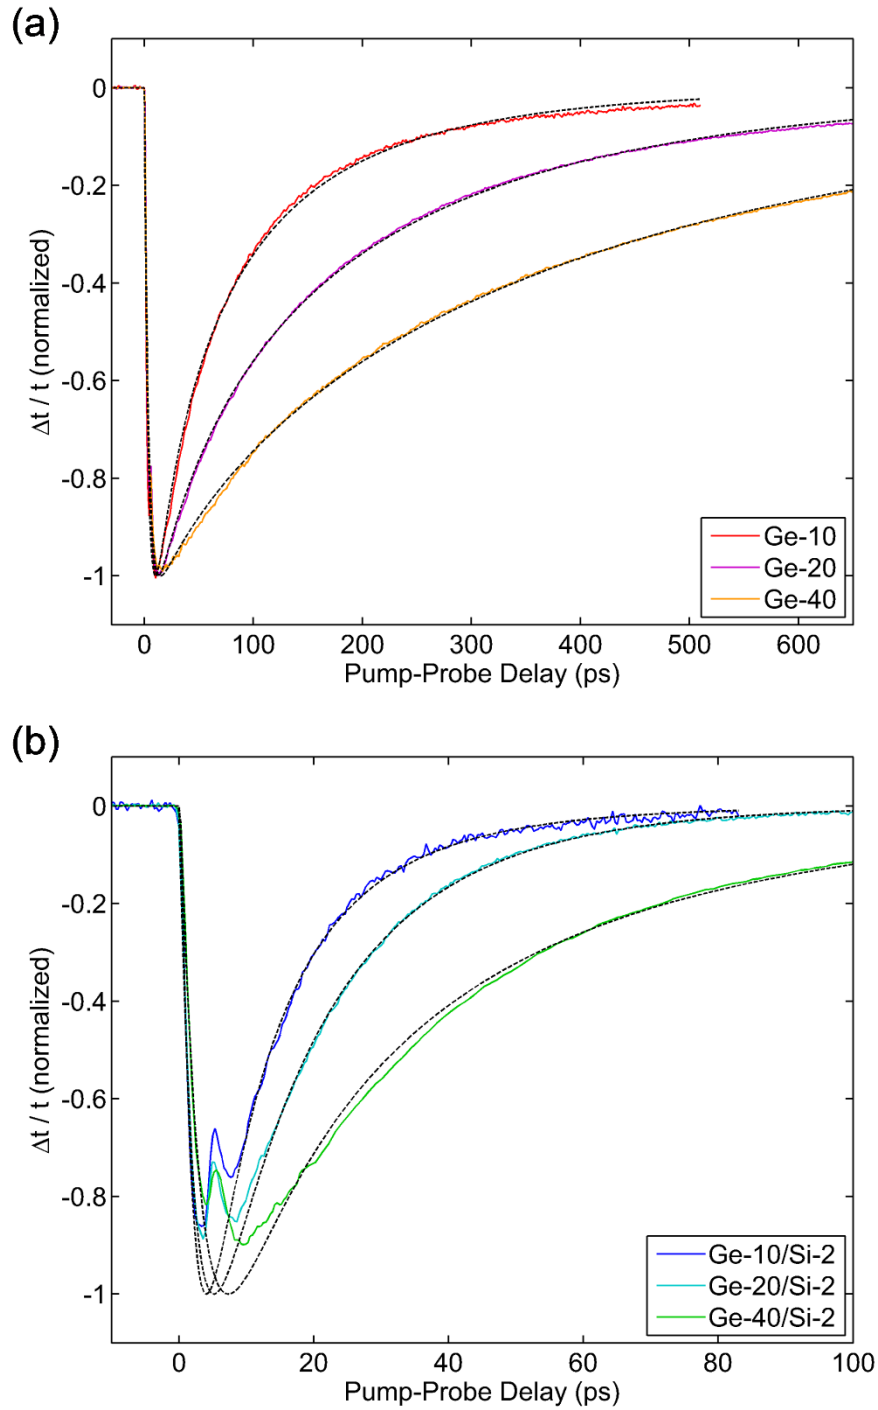 (a)
0
-0.2
-0.4
-0.6
-0.8
-1
Δt / t (normalized)
Ge-10
Ge-20
Ge-40
0 100 200 300 400 500 600
Pump-Probe Delay (ps)
(b)
0
-0.2
-0.4
-0.6
-0.8
-1
Δt / t (normalized)
Ge-10/Si-2
Ge-20/Si-2
Ge-40/Si-2
0 20 40 60 80 100
Pump-Probe Delay (ps)